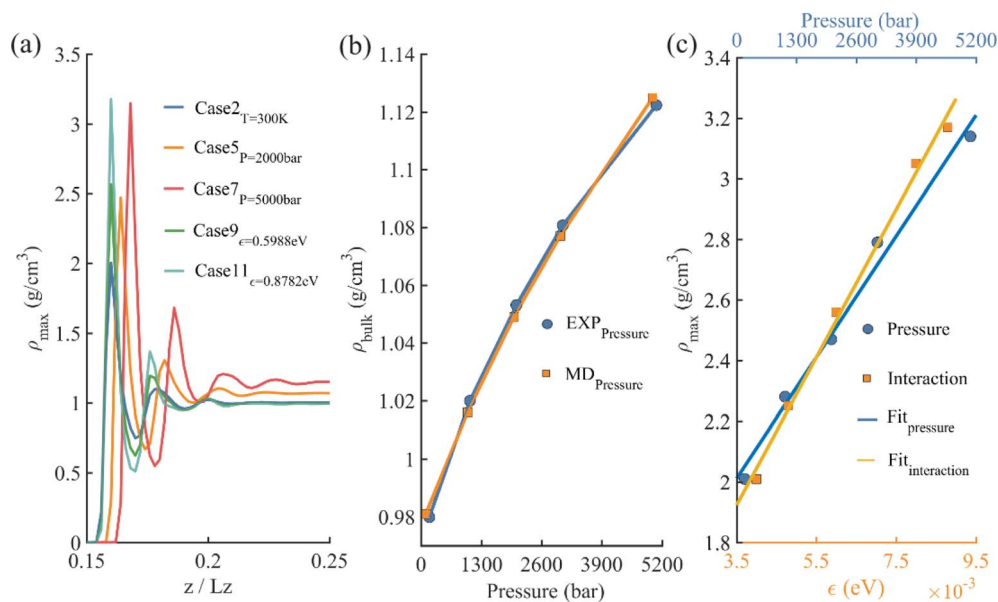 (a)
3.5
3
2.5
2
1.5
1
0.5
0
0.15
0.2
0.25
ρmax (g/cm³)
z / Lz
Case2T=300K
Case5P=2000bar
Case7P=5000bar
Case9ϵ=0.5988eV
Case11ϵ=0.8782eV
(b)
1.14
1.12
1.1
1.08
1.06
1.04
1.02
1
0.98
0
1300
2600
3900
5200
ρbulk (g/cm³)
Pressure (bar)
EXPPressure
MDPressure
(c)
Pressure (bar)
0
1300
2600
3900
5200
3.4
3.2
3
2.8
2.6
2.4
2.2
2
1.8
3.5
5.5
7.5
9.5
ρmax (g/cm³)
ϵ (eV)
×10⁻³
Pressure
Interaction
Fitpressure
Fitinteraction